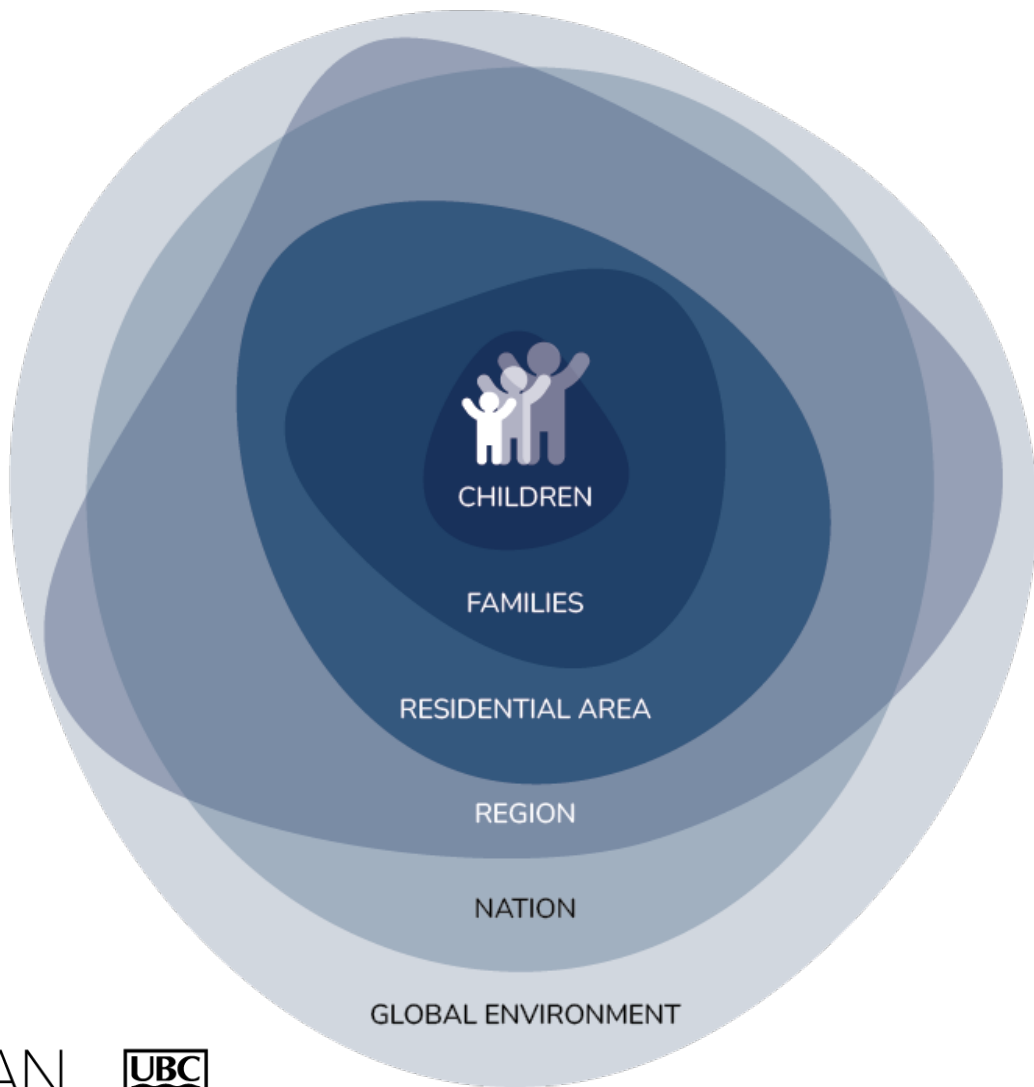 CHILDREN
FAMILIES
RESIDENTIAL AREA
REGION
NATION
GLOBAL ENVIRONMENT
UBC